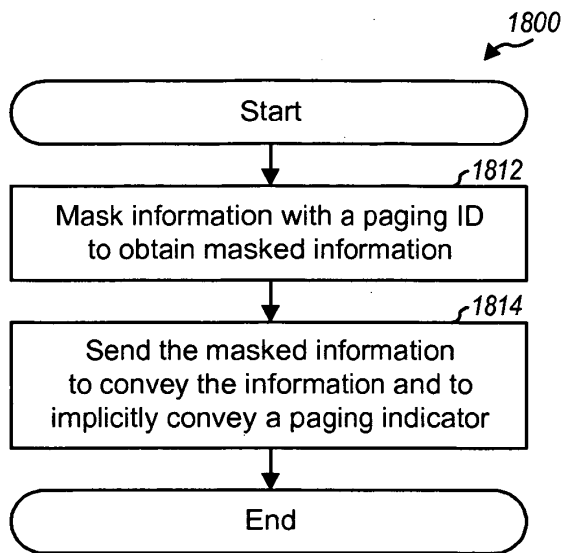 1800
Start
1812
Mask information with a paging ID
to obtain masked information
1814
Send the masked information
to convey the information and to
implicitly convey a paging indicator
End